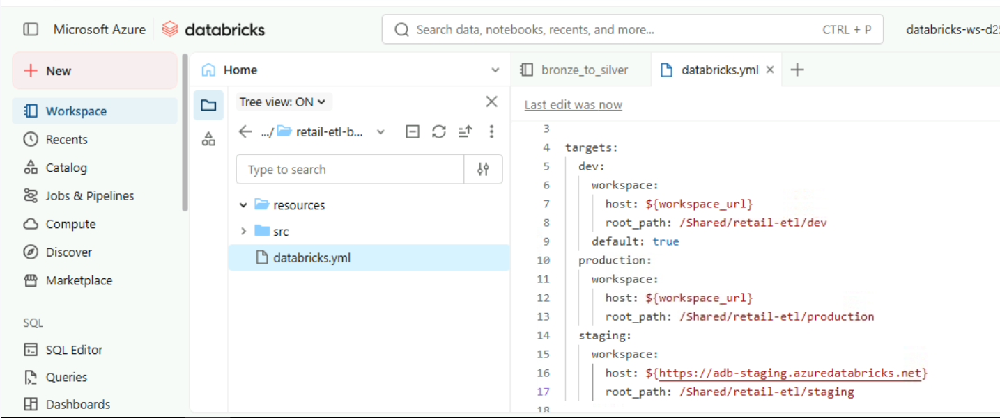 Microsoft Azure databricks
Search data, notebooks, recents, and more... CTRL + P
New
Workspace
Recents
Catalog
Jobs & Pipelines
Compute
Discover
Marketplace
SQL
SQL Editor
Queries
Dashboards
Home
Tree view: ON
.../ retail-etl-b...
Type to search
resources
src
databricks.yml
bronze_to_silver
databricks.yml
Last edit was now
3
4 targets:
5 dev:
6 workspace:
7 host: ${workspace_url}
8 root_path: /Shared/retail-etl/dev
9 default: true
10 production:
11 workspace:
12 host: ${workspace_url}
13 root_path: /Shared/retail-etl/production
14 staging:
15 workspace:
16 host: ${https://adb-staging.azuredatabricks.net}
17 root_path: /Shared/retail-etl/staging
18